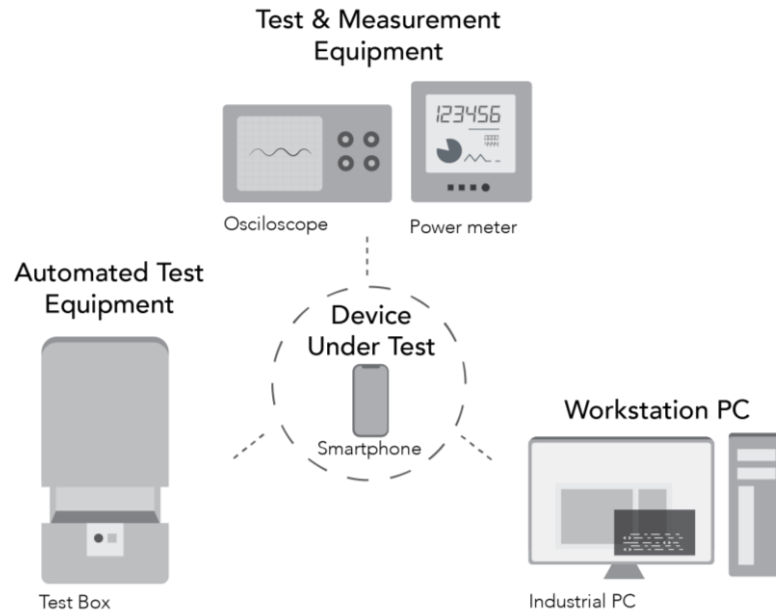 Test & Measurement
Equipment
123456
Osciloscope
Power meter
Automated Test
Equipment
Device
Under Test
Smartphone
Workstation PC
Test Box
Industrial PC